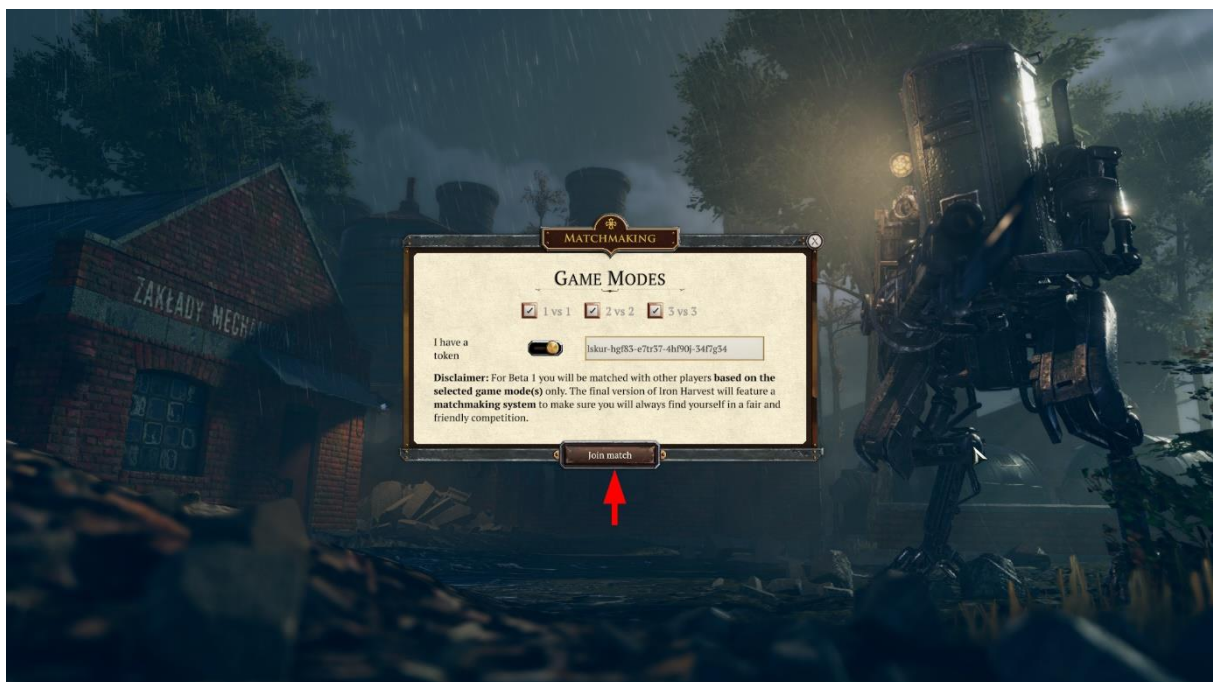 MATCHMAKING
X
GAME MODES
1 vs 1 2 vs 2 3 vs 3
I have a
token
lskur-hgf83-e7tr37-4hf90j-34f7g34
Disclaimer: For Beta 1 you will be matched with other players based on the
selected game mode(s) only. The final version of Iron Harvest will feature a
matchmaking system to make sure you will always find yourself in a fair and
friendly competition.
Join match
ZAKŁADY